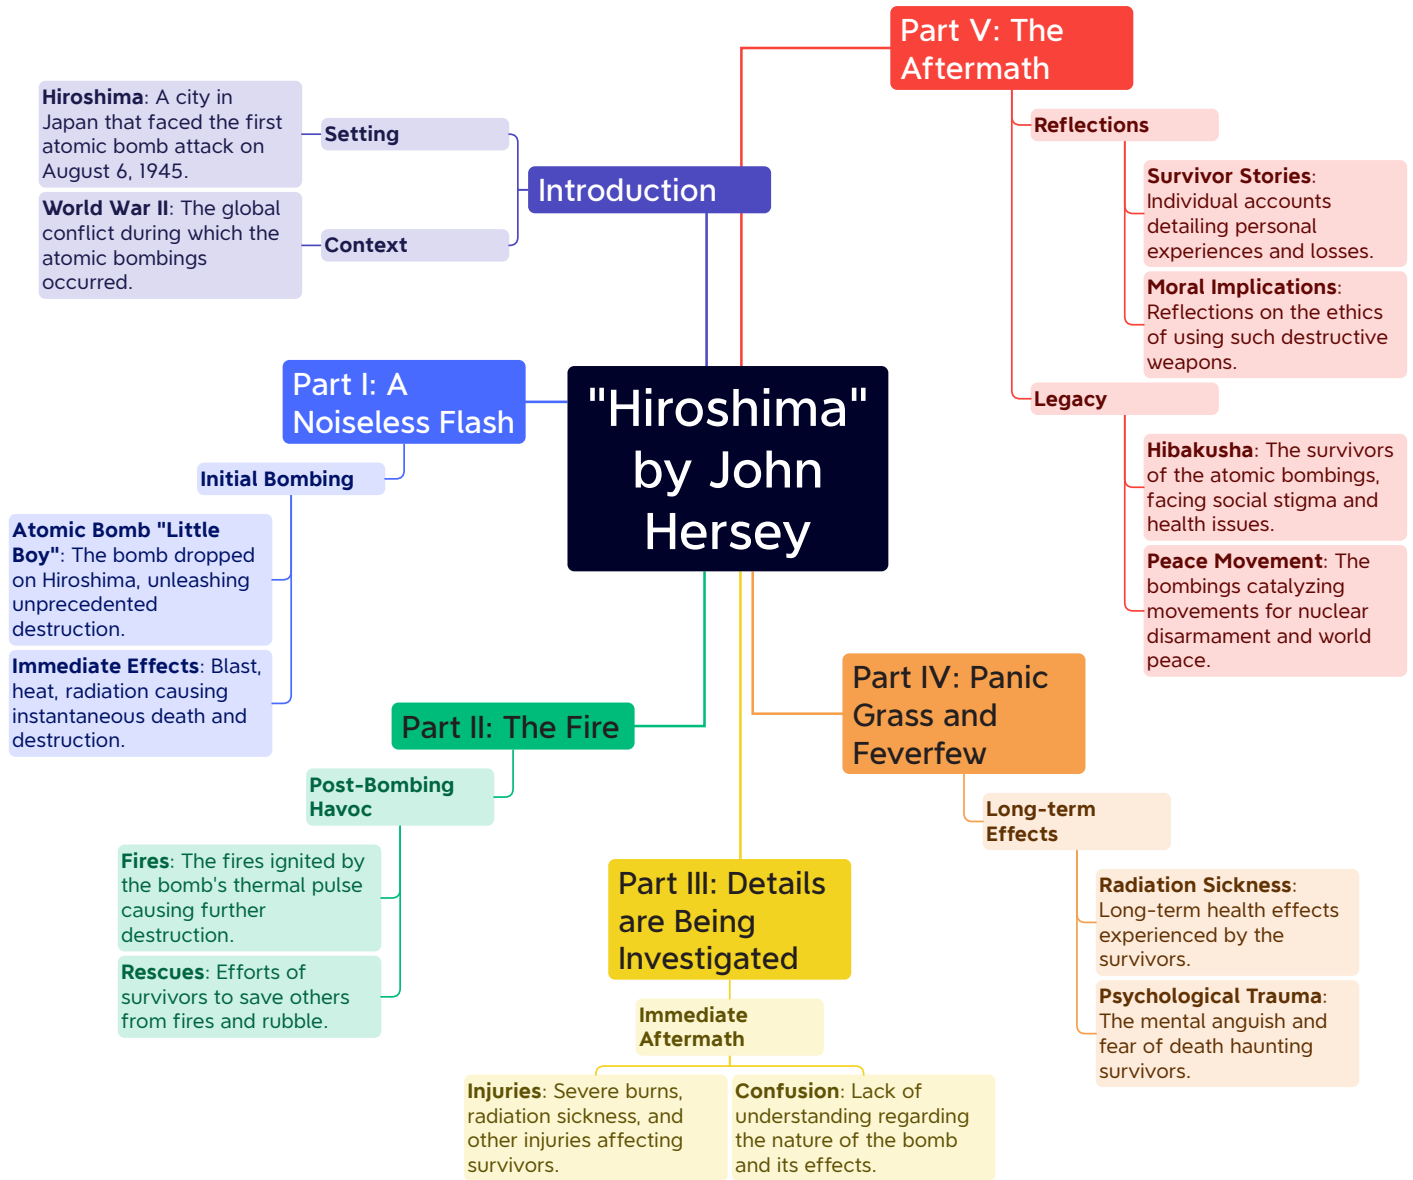 "Hiroshima"
by John
Hersey
Introduction
Setting
Hiroshima: A city in
Japan that faced the first
atomic bomb attack on
August 6, 1945.
Context
World War II: The global
conflict during which the
atomic bombings
occurred.
Part I: A
Noiseless Flash
Initial Bombing
Atomic Bomb "Little
Boy": The bomb dropped
on Hiroshima, unleashing
unprecedented
destruction.
Immediate Effects: Blast,
heat, radiation causing
instantaneous death and
destruction.
Part II: The Fire
Post-Bombing
Havoc
Fires: The fires ignited by
the bomb's thermal pulse
causing further
destruction.
Rescues: Efforts of
survivors to save others
from fires and rubble.
Part III: Details
are Being
Investigated
Immediate
Aftermath
Injuries: Severe burns,
radiation sickness, and
other injuries affecting
survivors.
Confusion: Lack of
understanding regarding
the nature of the bomb
and its effects.
Part IV: Panic
Grass and
Feverfew
Long-term
Effects
Radiation Sickness:
Long-term health effects
experienced by the
survivors.
Psychological Trauma:
The mental anguish and
fear of death haunting
survivors.
Part V: The
Aftermath
Reflections
Survivor Stories:
Individual accounts
detailing personal
experiences and losses.
Moral Implications:
Reflections on the ethics
of using such destructive
weapons.
Legacy
Hibakusha: The survivors
of the atomic bombings,
facing social stigma and
health issues.
Peace Movement: The
bombings catalyzing
movements for nuclear
disarmament and world
peace.